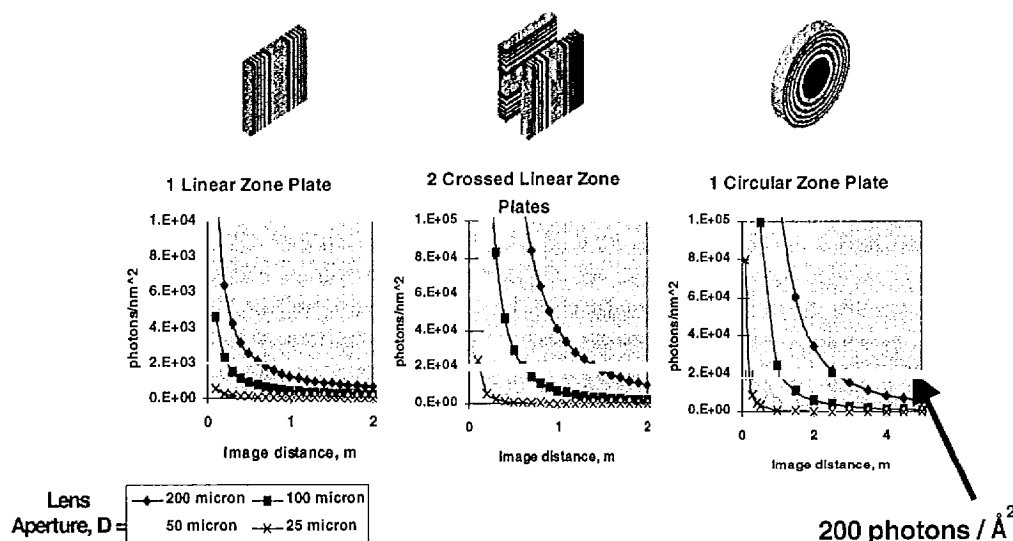 1 Linear Zone Plate
2 Crossed Linear Zone
Plates
1 Circular Zone Plate
photons/nm^2
1.E+04
8.E+03
6.E+03
4.E+03
2.E+03
0.E+00
0 1 2
Image distance, m
photons/nm^2
1.E+05
8.E+04
6.E+04
4.E+04
2.E+04
0.E+00
0 1 2
Image distance, m
photons/nm^2
1.E+05
8.E+04
6.E+04
4.E+04
2.E+04
0.E+00
0 2 4
Image distance, m
Lens
Aperture, D =
200 micron 100 micron
50 micron 25 micron
200 photons / Å²